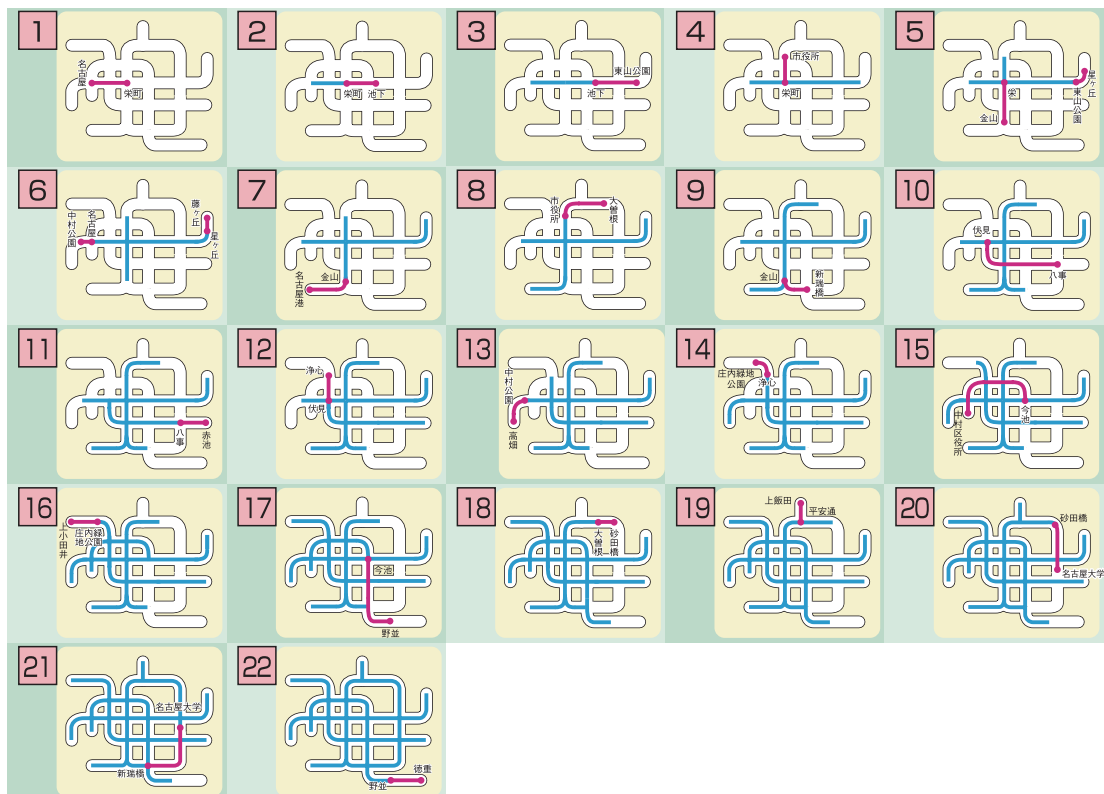 1
名古屋
栄町
2
栄町
池下
3
東山公園
池下
4
市役所
栄町
5
星ヶ丘
栄
東山公園
金山
6
中村公園
名古屋
藤ヶ丘
星ヶ丘
7
名古屋港
金山
8
市役所
大曽根
9
金山
新瑞橋
10
伏見
八事
11
八事
赤池
12
浄心
伏見
13
中村公園
高畑
14
庄内緑地公園
浄心
15
中村区役所
今池
16
上小田井
庄内緑地公園
17
今池
野並
18
大曽根
砂田橋
19
上飯田
平安通
20
砂田橋
名古屋大学
21
名古屋大学
新瑞橋
22
徳重
野並